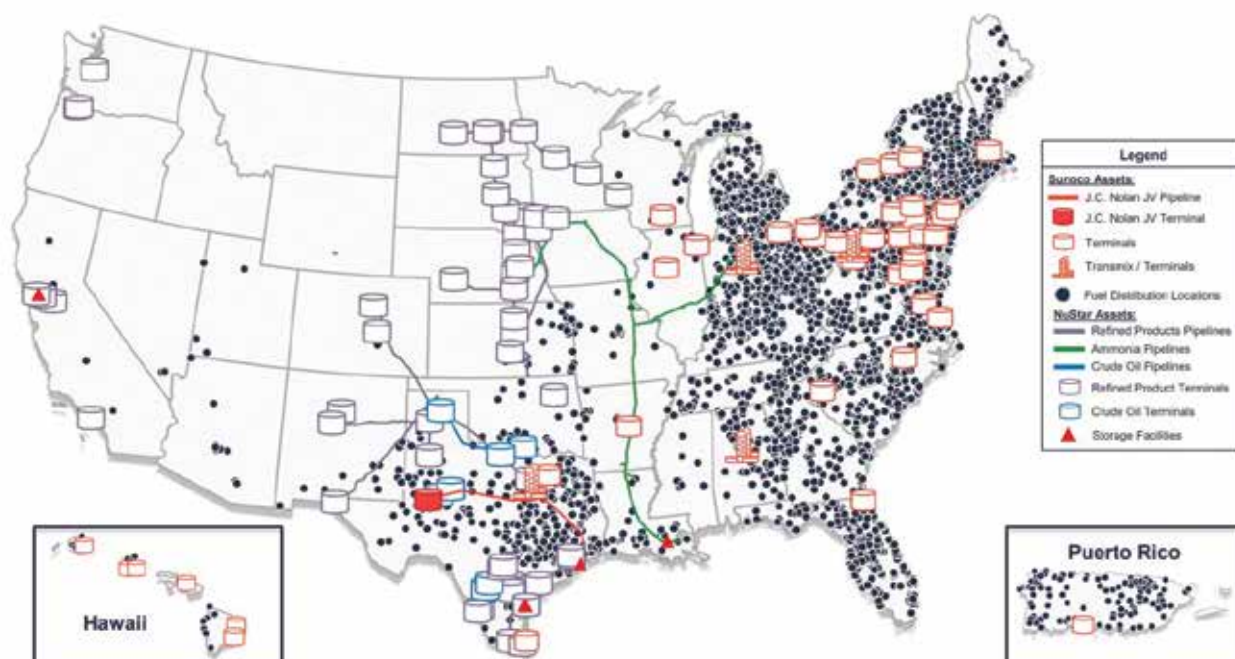 Legend
Sunoco Assets:
J.C. Nolan JV Pipeline
J.C. Nolan JV Terminal
Terminals
Transmix / Terminals
Fuel Distribution Locations
NuStar Assets:
Refined Products Pipelines
Ammonia Pipelines
Crude Oil Pipelines
Refined Product Terminals
Crude Oil Terminals
Storage Facilities
Hawaii
Puerto Rico